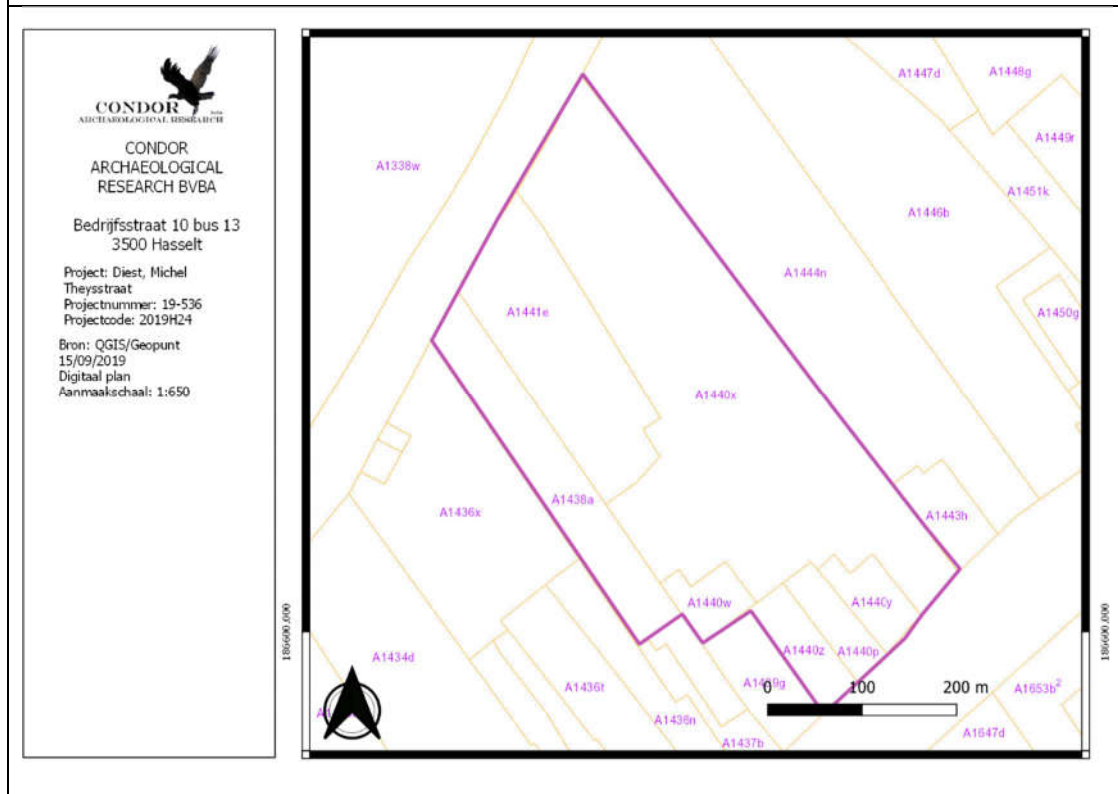 CONDOR
ARCHAEOLOGICAL RESEARCH
CONDOR
ARCHAEOLOGICAL
RESEARCH BVBA
Bedrijfsstraat 10 bus 13
3500 Hasselt
Project: Diest, Michel
Theysstraat
Projectnummer: 19-536
Projectcode: 2019H24
Bron: QGIS/Geopunt
15/09/2019
Digitaal plan
Aanmaakschaal: 1:650
A1447d
A1448g
A1449r
A1338w
A1451k
A1446b
A1444n
A1441e
A1450g
A1440x
A1438a
A1436x
A1443h
A1440w
A1440y
186600.000
186600.000
A1440z
A1440p
A1434d
A1439g
A1436t
0 100 200 m
A1653b²
A1436n
A1437b
A1647d